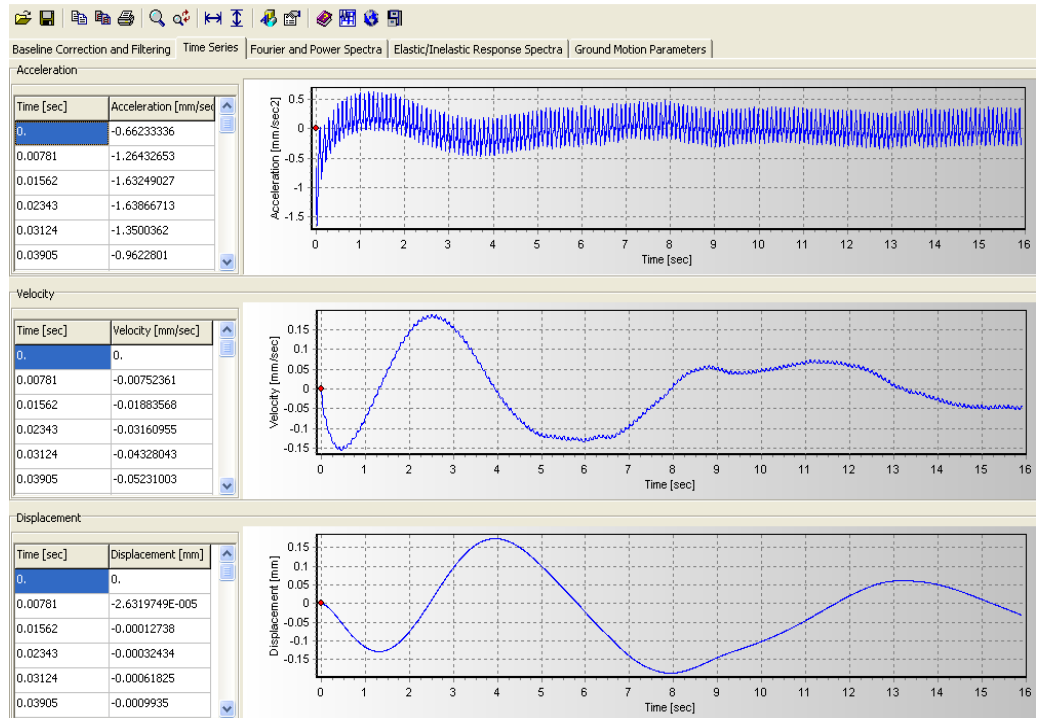 Baseline Correction and Filtering Time Series Fourier and Power Spectra Elastic/Inelastic Response Spectra Ground Motion Parameters
Acceleration
Time [sec] Acceleration [mm/sec
0. -0.66233336
0.00781 -1.26432653
0.01562 -1.63249027
0.02343 -1.63866713
0.03124 -1.3500362
0.03905 -0.9622801
Acceleration [mm/sec2]
0.5
0
-0.5
-1
-1.5
0 1 2 3 4 5 6 7 8 9 10 11 12 13 14 15 16
Time [sec]
Velocity
Time [sec] Velocity [mm/sec]
0. 0.
0.00781 -0.00752361
0.01562 -0.01883568
0.02343 -0.03160955
0.03124 -0.04328043
0.03905 -0.05231003
Velocity [mm/sec]
0.15
0.1
0.05
0
-0.05
-0.1
-0.15
0 1 2 3 4 5 6 7 8 9 10 11 12 13 14 15 16
Time [sec]
Displacement
Time [sec] Displacement [mm]
0. 0.
0.00781 -2.6319749E-005
0.01562 -0.00012738
0.02343 -0.00032434
0.03124 -0.00061825
0.03905 -0.0009935
Displacement [mm]
0.15
0.1
0.05
0
-0.05
-0.1
-0.15
0 1 2 3 4 5 6 7 8 9 10 11 12 13 14 15 16
Time [sec]